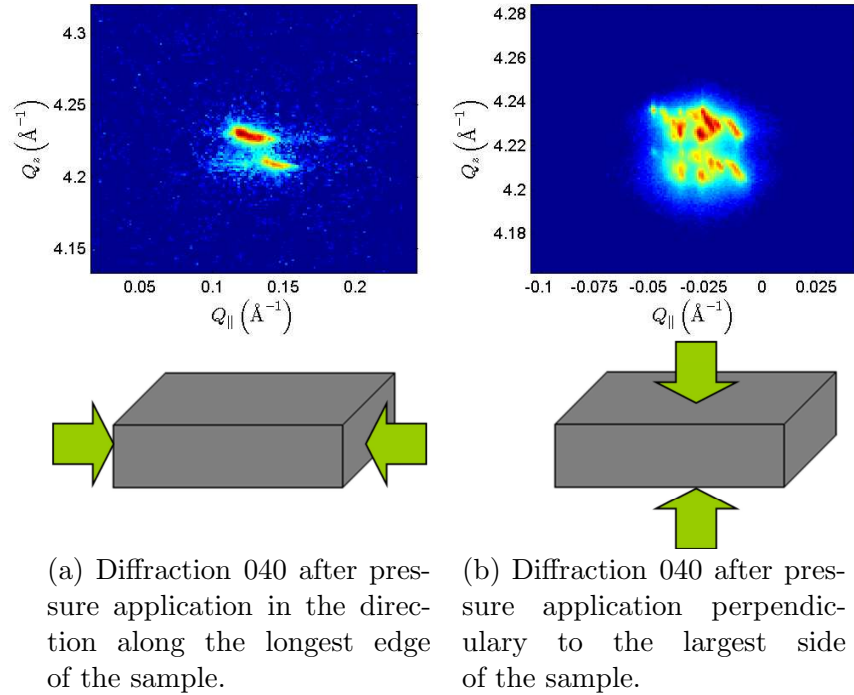 4.3
4.23
4.2
4.15
Q_z (Å⁻¹)
0.05 0.1 0.15 0.2
Q_∥ (Å⁻¹)
4.28
4.26
4.24
4.22
4.2
4.18
Q_z (Å⁻¹)
-0.1 -0.075 -0.05 -0.025 0 0.025
Q_∥ (Å⁻¹)
(a) Diffraction 040 after pres-
sure application in the direc-
tion along the longest edge
of the sample.
(b) Diffraction 040 after pres-
sure application perpendic-
ulary to the largest side
of the sample.